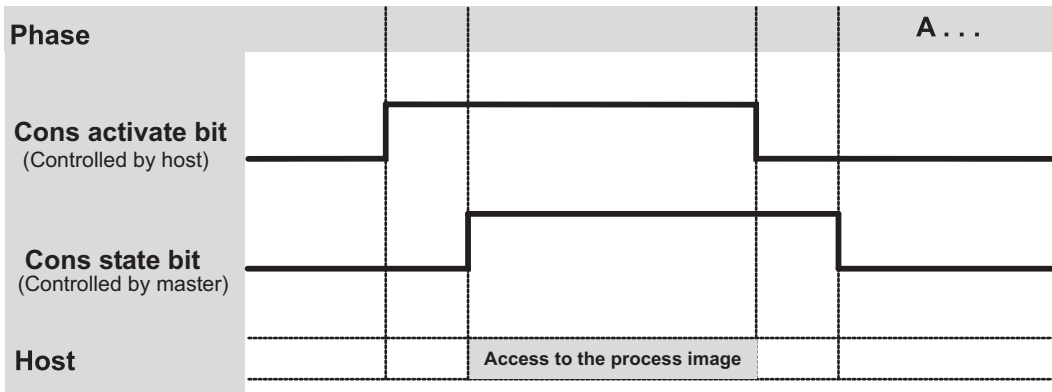 Phase
A . . .
Cons activate bit
(Controlled by host)
Cons state bit
(Controlled by master)
Host
Access to the process image